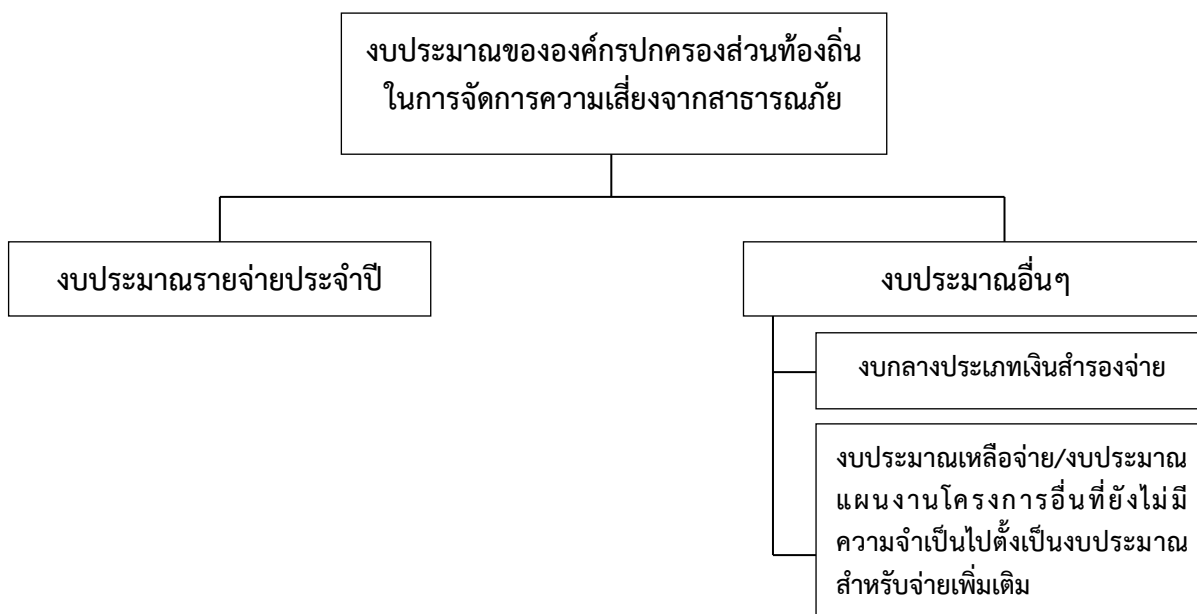 งบประมาณขององค์กรปกครองส่วนท้องถิ่น
ในการจัดการความเสี่ยงจากสาธารณภัย
งบประมาณรายจ่ายประจำปี
งบประมาณอื่นๆ
งบกลางประเภทเงินสำรองจ่าย
งบประมาณเหลือจ่าย/งบประมาณ
แผนงานโครงการอื่นที่ยังไม่มี
ความจำเป็นไปตั้งเป็นงบประมาณ
สำหรับจ่ายเพิ่มเติม